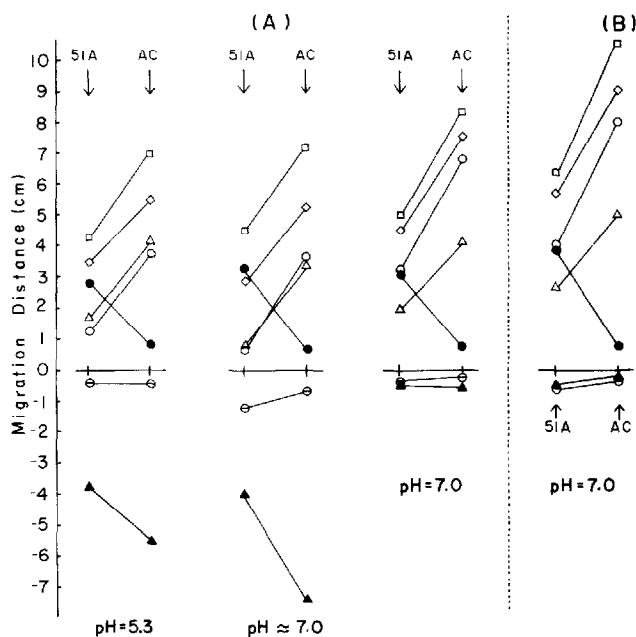 (A)
(B)
51A AC 51A AC 51A AC 51A AC
10
9
8
7
6
5
4
3
2
1
0
-1
-2
-3
-4
-5
-6
-7
Migration Distance (cm)
pH=5.3
pH ≃ 7.0
pH=7.0
pH=7.0